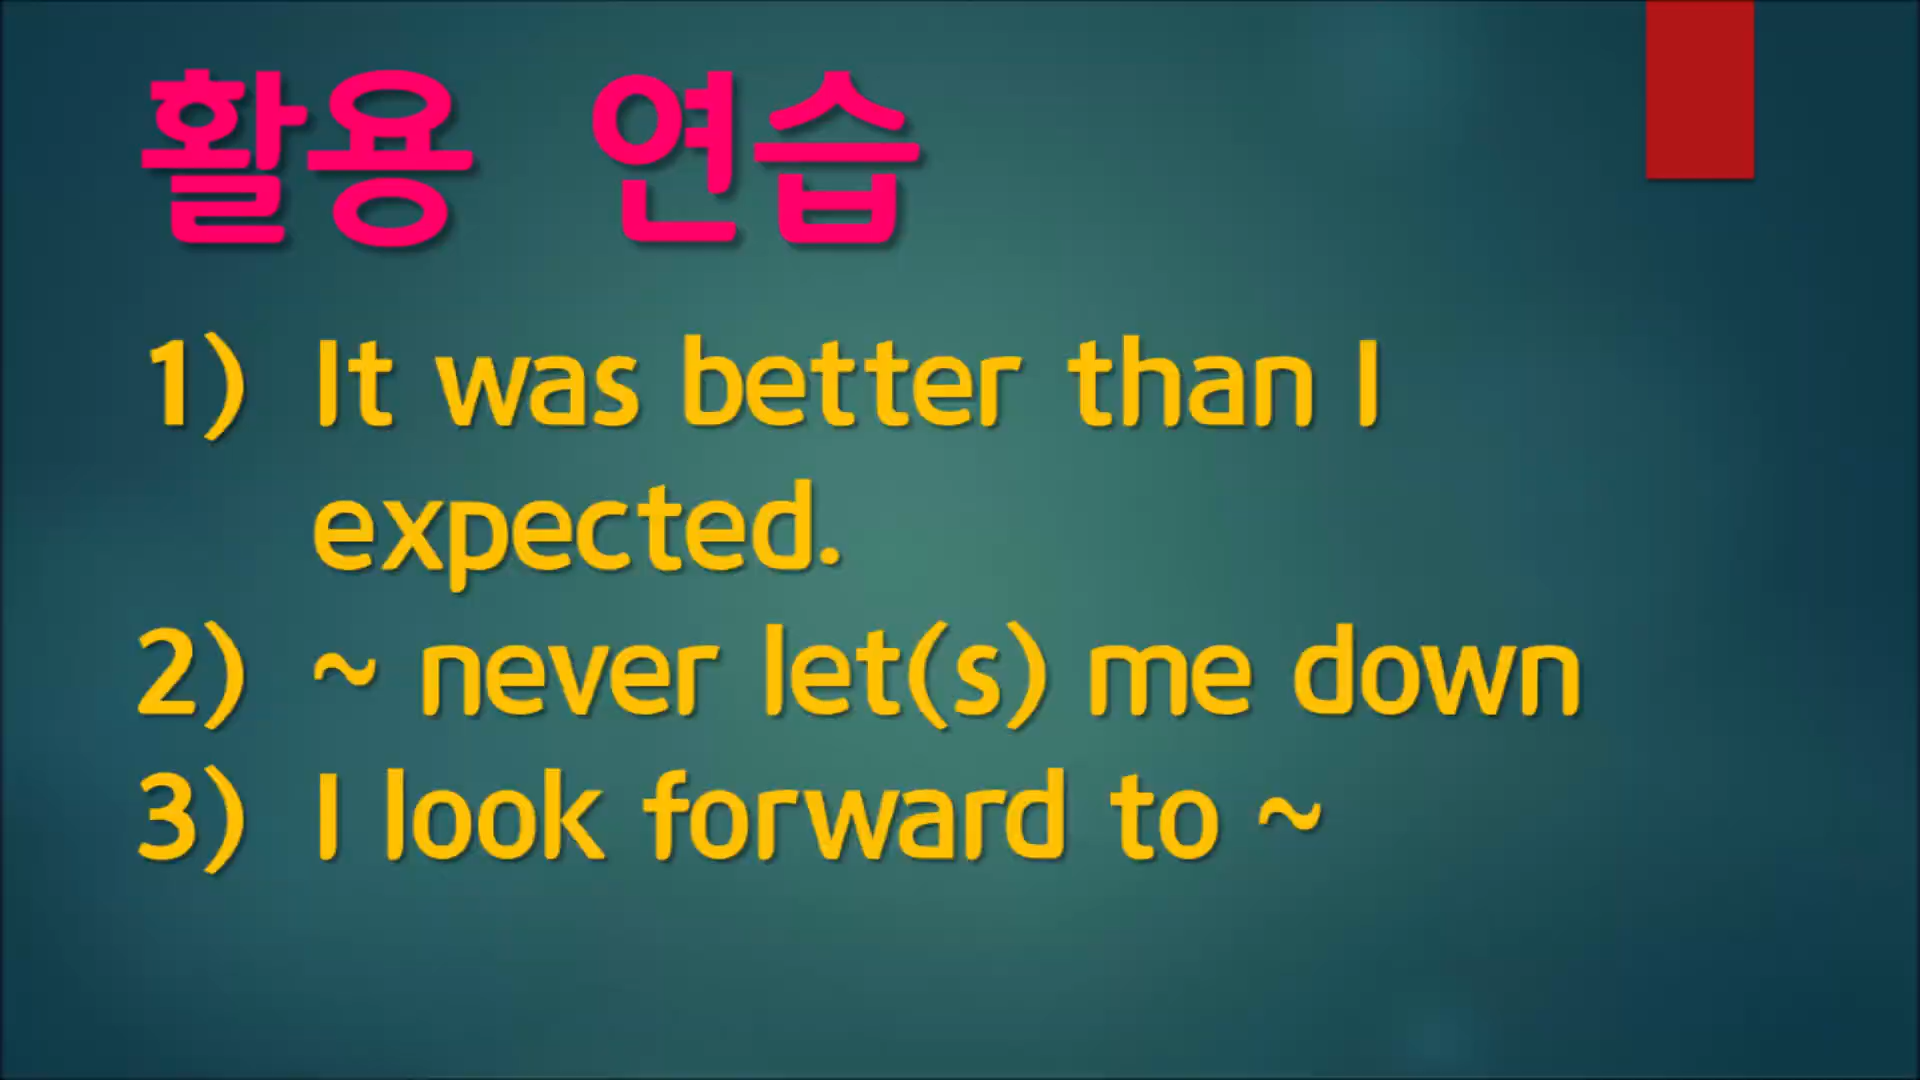 활용 연습
1) It was better than I
expected.
2) ~ never let(s) me down
3) I look forward to ~